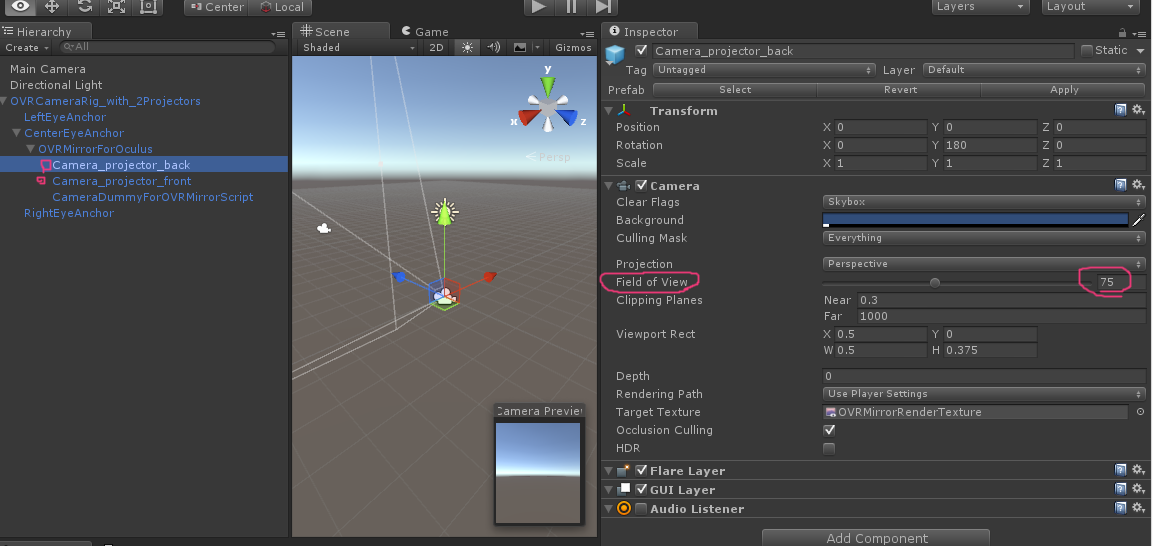 Center Local
Layers Layout
Hierarchy
Create All
Main Camera
Directional Light
OVRCameraRig_with_2Projectors
LeftEyeAnchor
CenterEyeAnchor
OVRMirrorForOculus
Camera_projector_back
Camera_projector_front
CameraDummyForOVRMirrorScript
RightEyeAnchor
Scene Game
Shaded 2D Gizmos
y
x z
Persp
Camera Preview
Inspector
Camera_projector_back Static
Tag Untagged Layer Default
Prefab Select Revert Apply
Transform
Position X 0 Y 0 Z 0
Rotation X 0 Y 180 Z 0
Scale X 1 Y 1 Z 1
Camera
Clear Flags Skybox
Background
Culling Mask Everything
Projection Perspective
Field of View 75
Clipping Planes Near 0.3
Far 1000
Viewport Rect X 0.5 Y 0
W 0.5 H 0.375
Depth 0
Rendering Path Use Player Settings
Target Texture OVRMirrorRenderTexture
Occlusion Culling
HDR
Flare Layer
GUI Layer
Audio Listener
Add Component